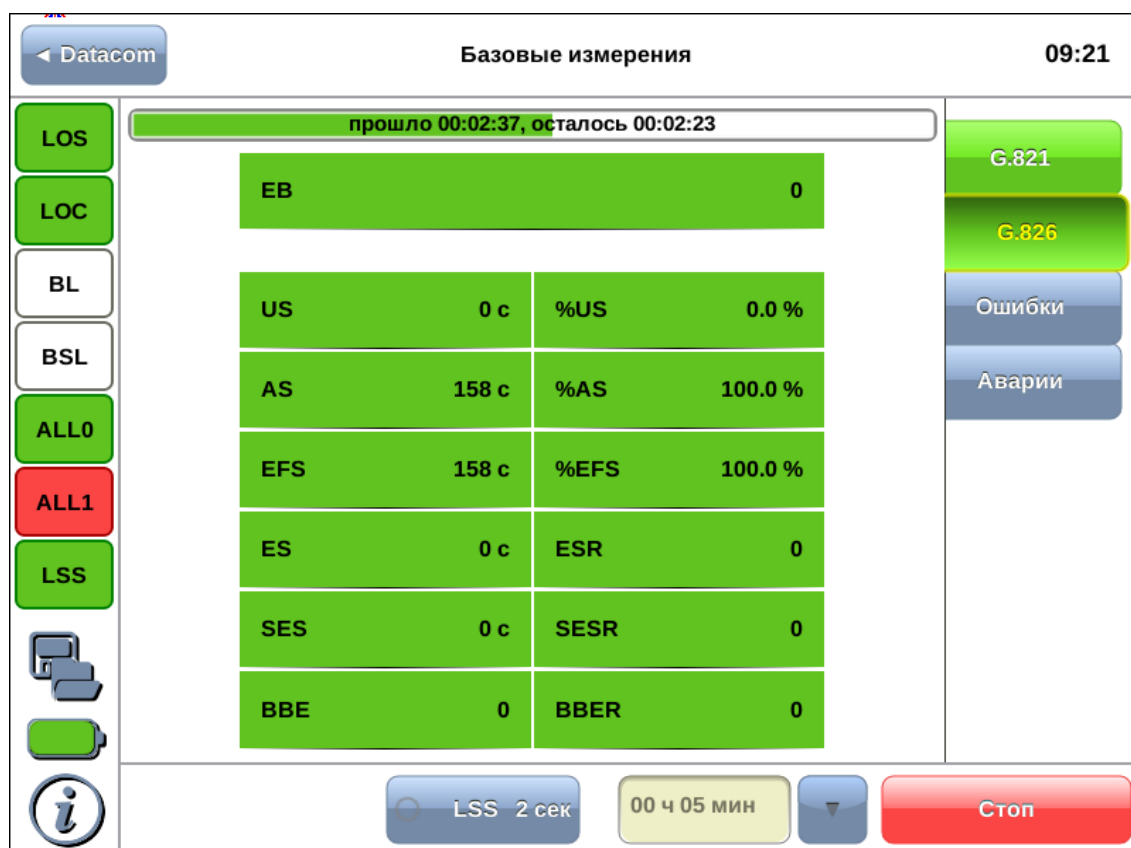 ◄ Datacom
Базовые измерения
09:21
LOS
LOC
BL
BSL
ALL0
ALL1
LSS
прошло 00:02:37, осталось 00:02:23
EB 0
US 0 с %US 0.0 %
AS 158 с %AS 100.0 %
EFS 158 с %EFS 100.0 %
ES 0 с ESR 0
SES 0 с SESR 0
BBE 0 BBER 0
G.821
G.826
Ошибки
Аварии
i
LSS 2 сек
00 ч 05 мин
▼
Стоп